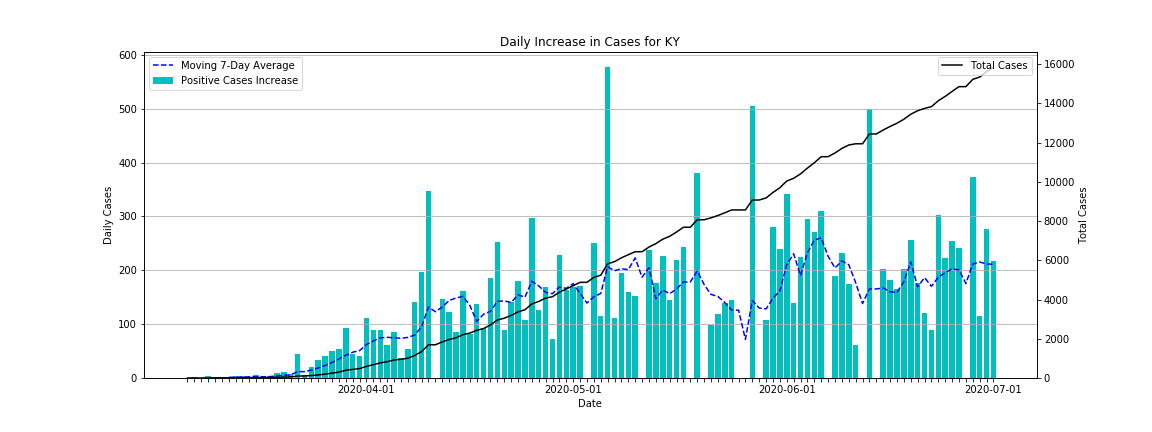 Daily Increase in Cases for KY
Moving 7-Day Average
Positive Cases Increase
Total Cases
600
500
400
300
200
100
0
Daily Cases
16000
14000
12000
10000
8000
6000
4000
2000
0
Total Cases
2020-04-01
2020-05-01
2020-06-01
2020-07-01
Date